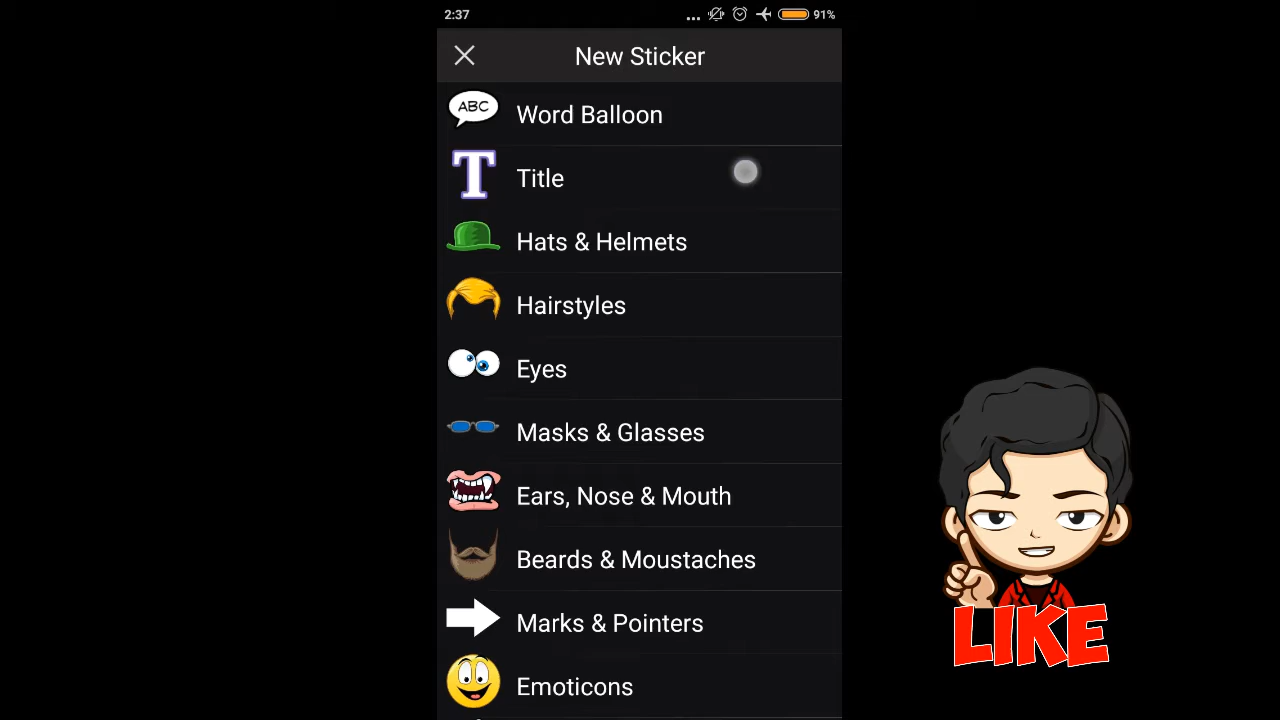 2:37
91%
New Sticker
ABC
Word Balloon
T
Title
Hats & Helmets
Hairstyles
Eyes
Masks & Glasses
Ears, Nose & Mouth
Beards & Moustaches
Marks & Pointers
Emoticons
LIKE